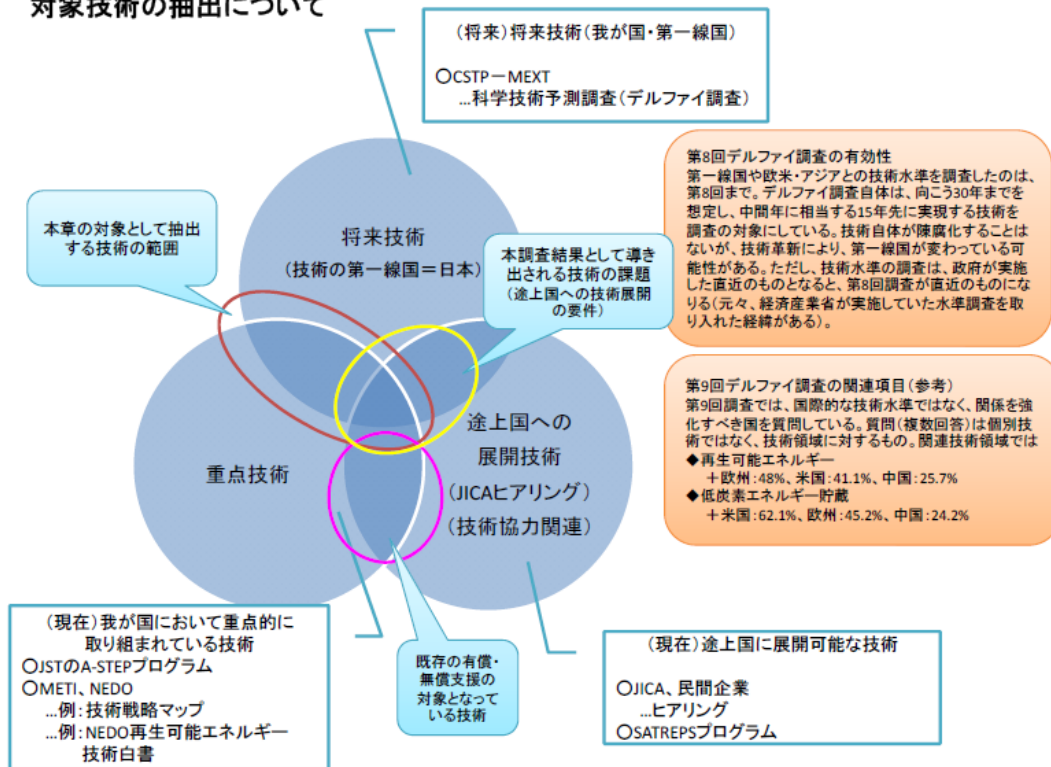 対象技術の抽出について
(将来)将来技術(我が国・第一線国)
○CSTP－MEXT
…科学技術予測調査(デルファイ調査)
本章の対象として抽出
する技術の範囲
将来技術
(技術の第一線国＝日本)
本調査結果として導き
出される技術の課題
(途上国への技術展開
の要件)
第8回デルファイ調査の有効性
第一線国や欧米・アジアとの技術水準を調査したのは、
第8回まで。デルファイ調査自体は、向こう30年までを
想定し、中間年に相当する15年先に実現する技術を
調査の対象にしている。技術自体が陳腐化することは
ないが、技術革新により、第一線国が変わっている可
能性がある。ただし、技術水準の調査は、政府が実施
した直近のものとなると、第8回調査が直近のものにな
りる(元々、経済産業省が実施していた水準調査を取
り入れた経緯がある)。
第9回デルファイ調査の関連項目(参考)
第9回調査では、国際的な技術水準ではなく、関係を強
化すべき国を質問している。質問(複数回答)は個別技
術ではなく、技術領域に対するもの。関連技術領域では
◆再生可能エネルギー
＋欧州:48%、米国:41.1%、中国:25.7%
◆低炭素エネルギー貯蔵
＋米国:62.1%、欧州:45.2%、中国:24.2%
重点技術
途上国への
展開技術
(JICAヒアリング)
(技術協力関連)
(現在)我が国において重点的に
取り組まれている技術
○JSTのA-STEPプログラム
○METI、NEDO
…例:技術戦略マップ
…例:NEDO再生可能エネルギー
技術白書
既存の有償・
無償支援の
対象となって
いる技術
(現在)途上国に展開可能な技術
○JICA、民間企業
…ヒアリング
○SATREPSプログラム